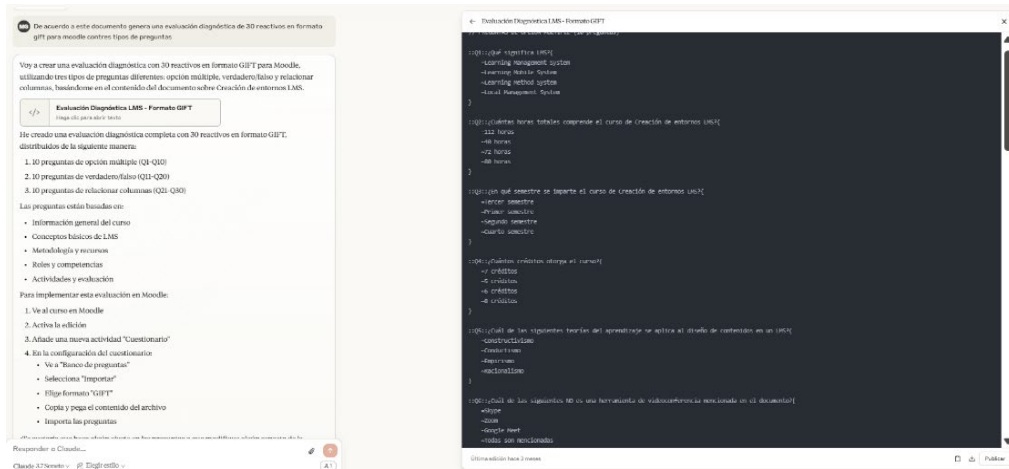 MG De acuerdo a este documento genera una evaluación diagnóstica de 30 reactivos en formato
gift para moodle contres tipos de preguntas
Voy a crear una evaluación diagnóstica con 30 reactivos en formato GIFT para Moodle,
utilizando tres tipos de preguntas diferentes: opción múltiple, verdadero/falso y relacionar
columnas, basándome en el contenido del documento sobre Creación de entornos LMS.
</> Evaluación Diagnóstica LMS - Formato GIFT
Haga clic para abrir texto
He creado una evaluación diagnóstica completa con 30 reactivos en formato GIFT,
distribuidos de la siguiente manera:
1. 10 preguntas de opción múltiple (Q1-Q10)
2. 10 preguntas de verdadero/falso (Q11-Q20)
3. 10 preguntas de relacionar columnas (Q21-Q30)
Las preguntas están basadas en:
• Información general del curso
• Conceptos básicos de LMS
• Metodología y recursos
• Roles y competencias
• Actividades y evaluación
Para implementar esta evaluación en Moodle:
1. Ve al curso en Moodle
2. Activa la edición
3. Añade una nueva actividad "Cuestionario"
4. En la configuración del cuestionario:
• Ve a "Banco de preguntas"
• Selecciona "Importar"
• Elige formato "GIFT"
• Copia y pega el contenido del archivo
• Importa las preguntas
Responder a Claude...
Claude 3.7 Soneto Elegir estilo
Evaluación Diagnóstica LMS - Formato GIFT
::Q1::¿Qué significa LMS?{
Learning Management System
~Learning Mobile System
~Learning Method System
~Local Management System
}
::Q2::¿Cuántas horas totales comprende el curso de Creación de entornos LMS?{
112 horas
~48 horas
~72 horas
~80 horas
}
::Q3::¿En qué semestre se imparte el curso de Creación de entornos LMS?{
=Tercer semestre
~Primer semestre
~Segundo semestre
~Cuarto semestre
}
::Q4::¿Cuántos créditos otorga el curso?{
=7 créditos
~5 créditos
~6 créditos
~8 créditos
}
::Q5::¿Cuál de las siguientes teorías del aprendizaje se aplica al diseño de contenidos en un LMS?{
Constructivismo
~Conductismo
~Empirismo
~Racionalismo
}
::Q6::¿Cuál de las siguientes NO es una herramienta de videoconferencia mencionada en el documento?{
Skype
~Zoom
~Google Meet
~Todas son mencionadas
Última edición hace 3 meses
Publicar